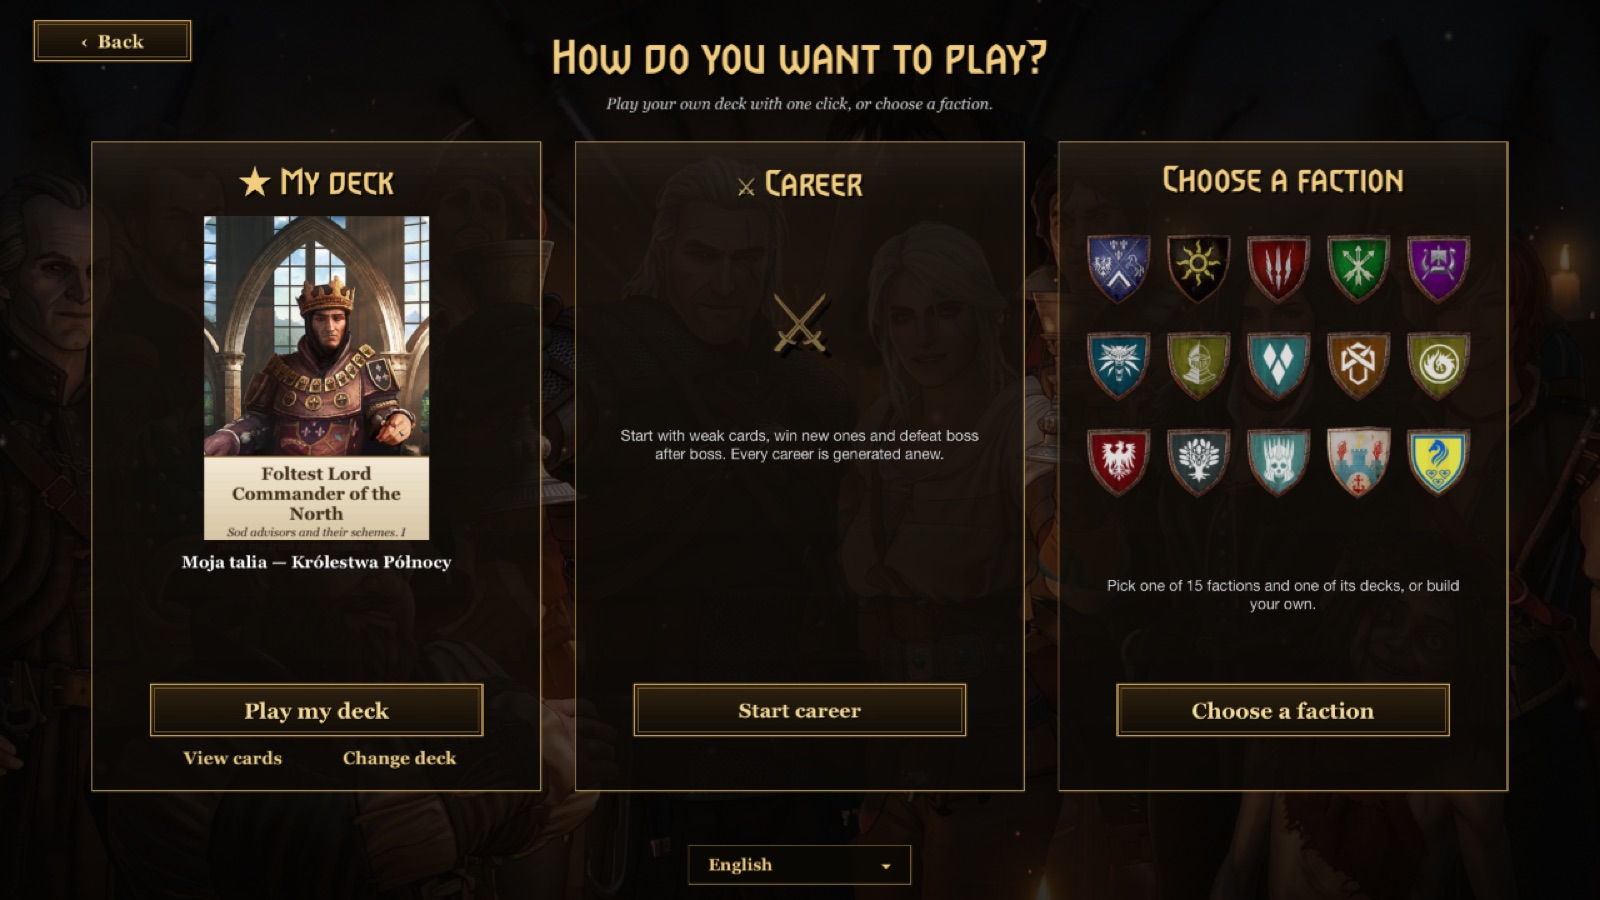 ‹ Back
How do you want to play?
Play your own deck with one click, or choose a faction.
★ My deck
Foltest Lord
Commander of the
North
Sod advisors and their schemes. I
Moja talia — Królestwa Północy
Play my deck
View cards
Change deck
⚔ Career
Start with weak cards, win new ones and defeat boss
after boss. Every career is generated anew.
Start career
Choose a faction
Pick one of 15 factions and one of its decks, or build
your own.
Choose a faction
English